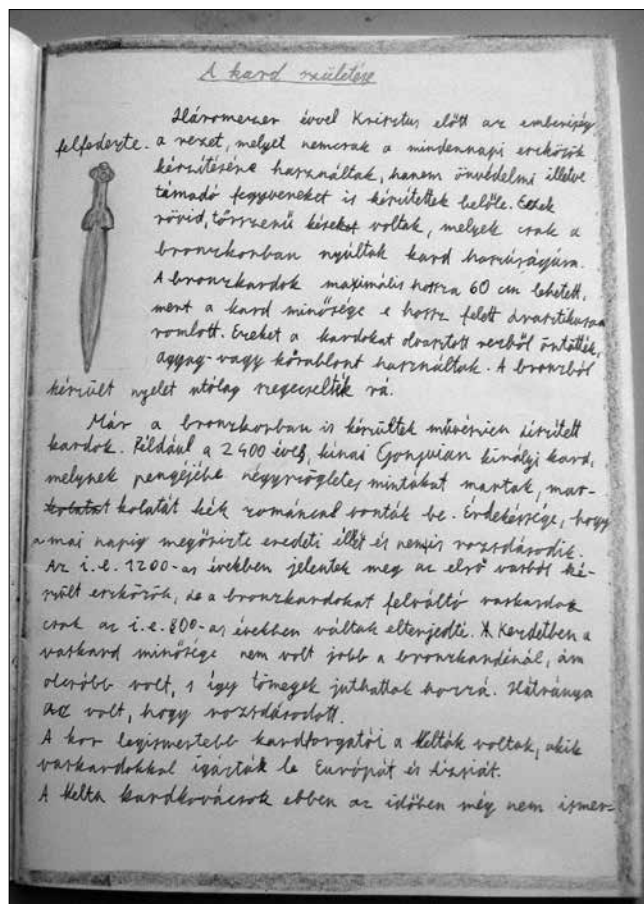 A kard születése
Háromezer évvel Krisztus előtt az emberiség
felfedezte. a rezet, melyet nemcsak a mindennapi eszközök
készítésére használtak, hanem önvédelmi illetve
támadó fegyvereket is készítettek belőle. Ezek
rövid, tőrszerű kések voltak, melyek csak a
bronzkorban nyúltak kard hosszúságúra.
A bronzkardok maximális hossza 60 cm lehetett,
mert a kard minősége e hossz felett drasztikusan
romlott. Ezeket a kardokat olvasztott rézből öntötték,
agyag- vagy kősablont használtak. A bronzból
készült nyelet utólag szegecselték rá.
Már a bronzkorban is készültek művészien díszített
kardok. Például a 2400 éves, kínai királyi kard,
melynek pengéjébe négyszögletes mintákat martak, mar-
kolatát kék zománccal vonták be. Érdekessége, hogy
a mai napig megőrizte eredeti élét és nem is rozsdásodik.
Az i.e. 1200-as években jelentek meg az első vasból ké-
szült eszközök, de a bronzkardokat felváltó vaskardok
csak az i.e. 800-as években váltak elterjedtté. Kezdetben a
vaskard minősége nem volt jobb a bronzkardénál, ám
olcsóbb volt, s így tömegek juthattak hozzá. Hátránya
az volt, hogy rozsdásodott.
A kor legismertebb kardforgatói a Kelták voltak, akik
vaskardokkal igázták le Európát és Ázsiát.
A Kelta kardkovácsok ebben az időben még nem ismer-